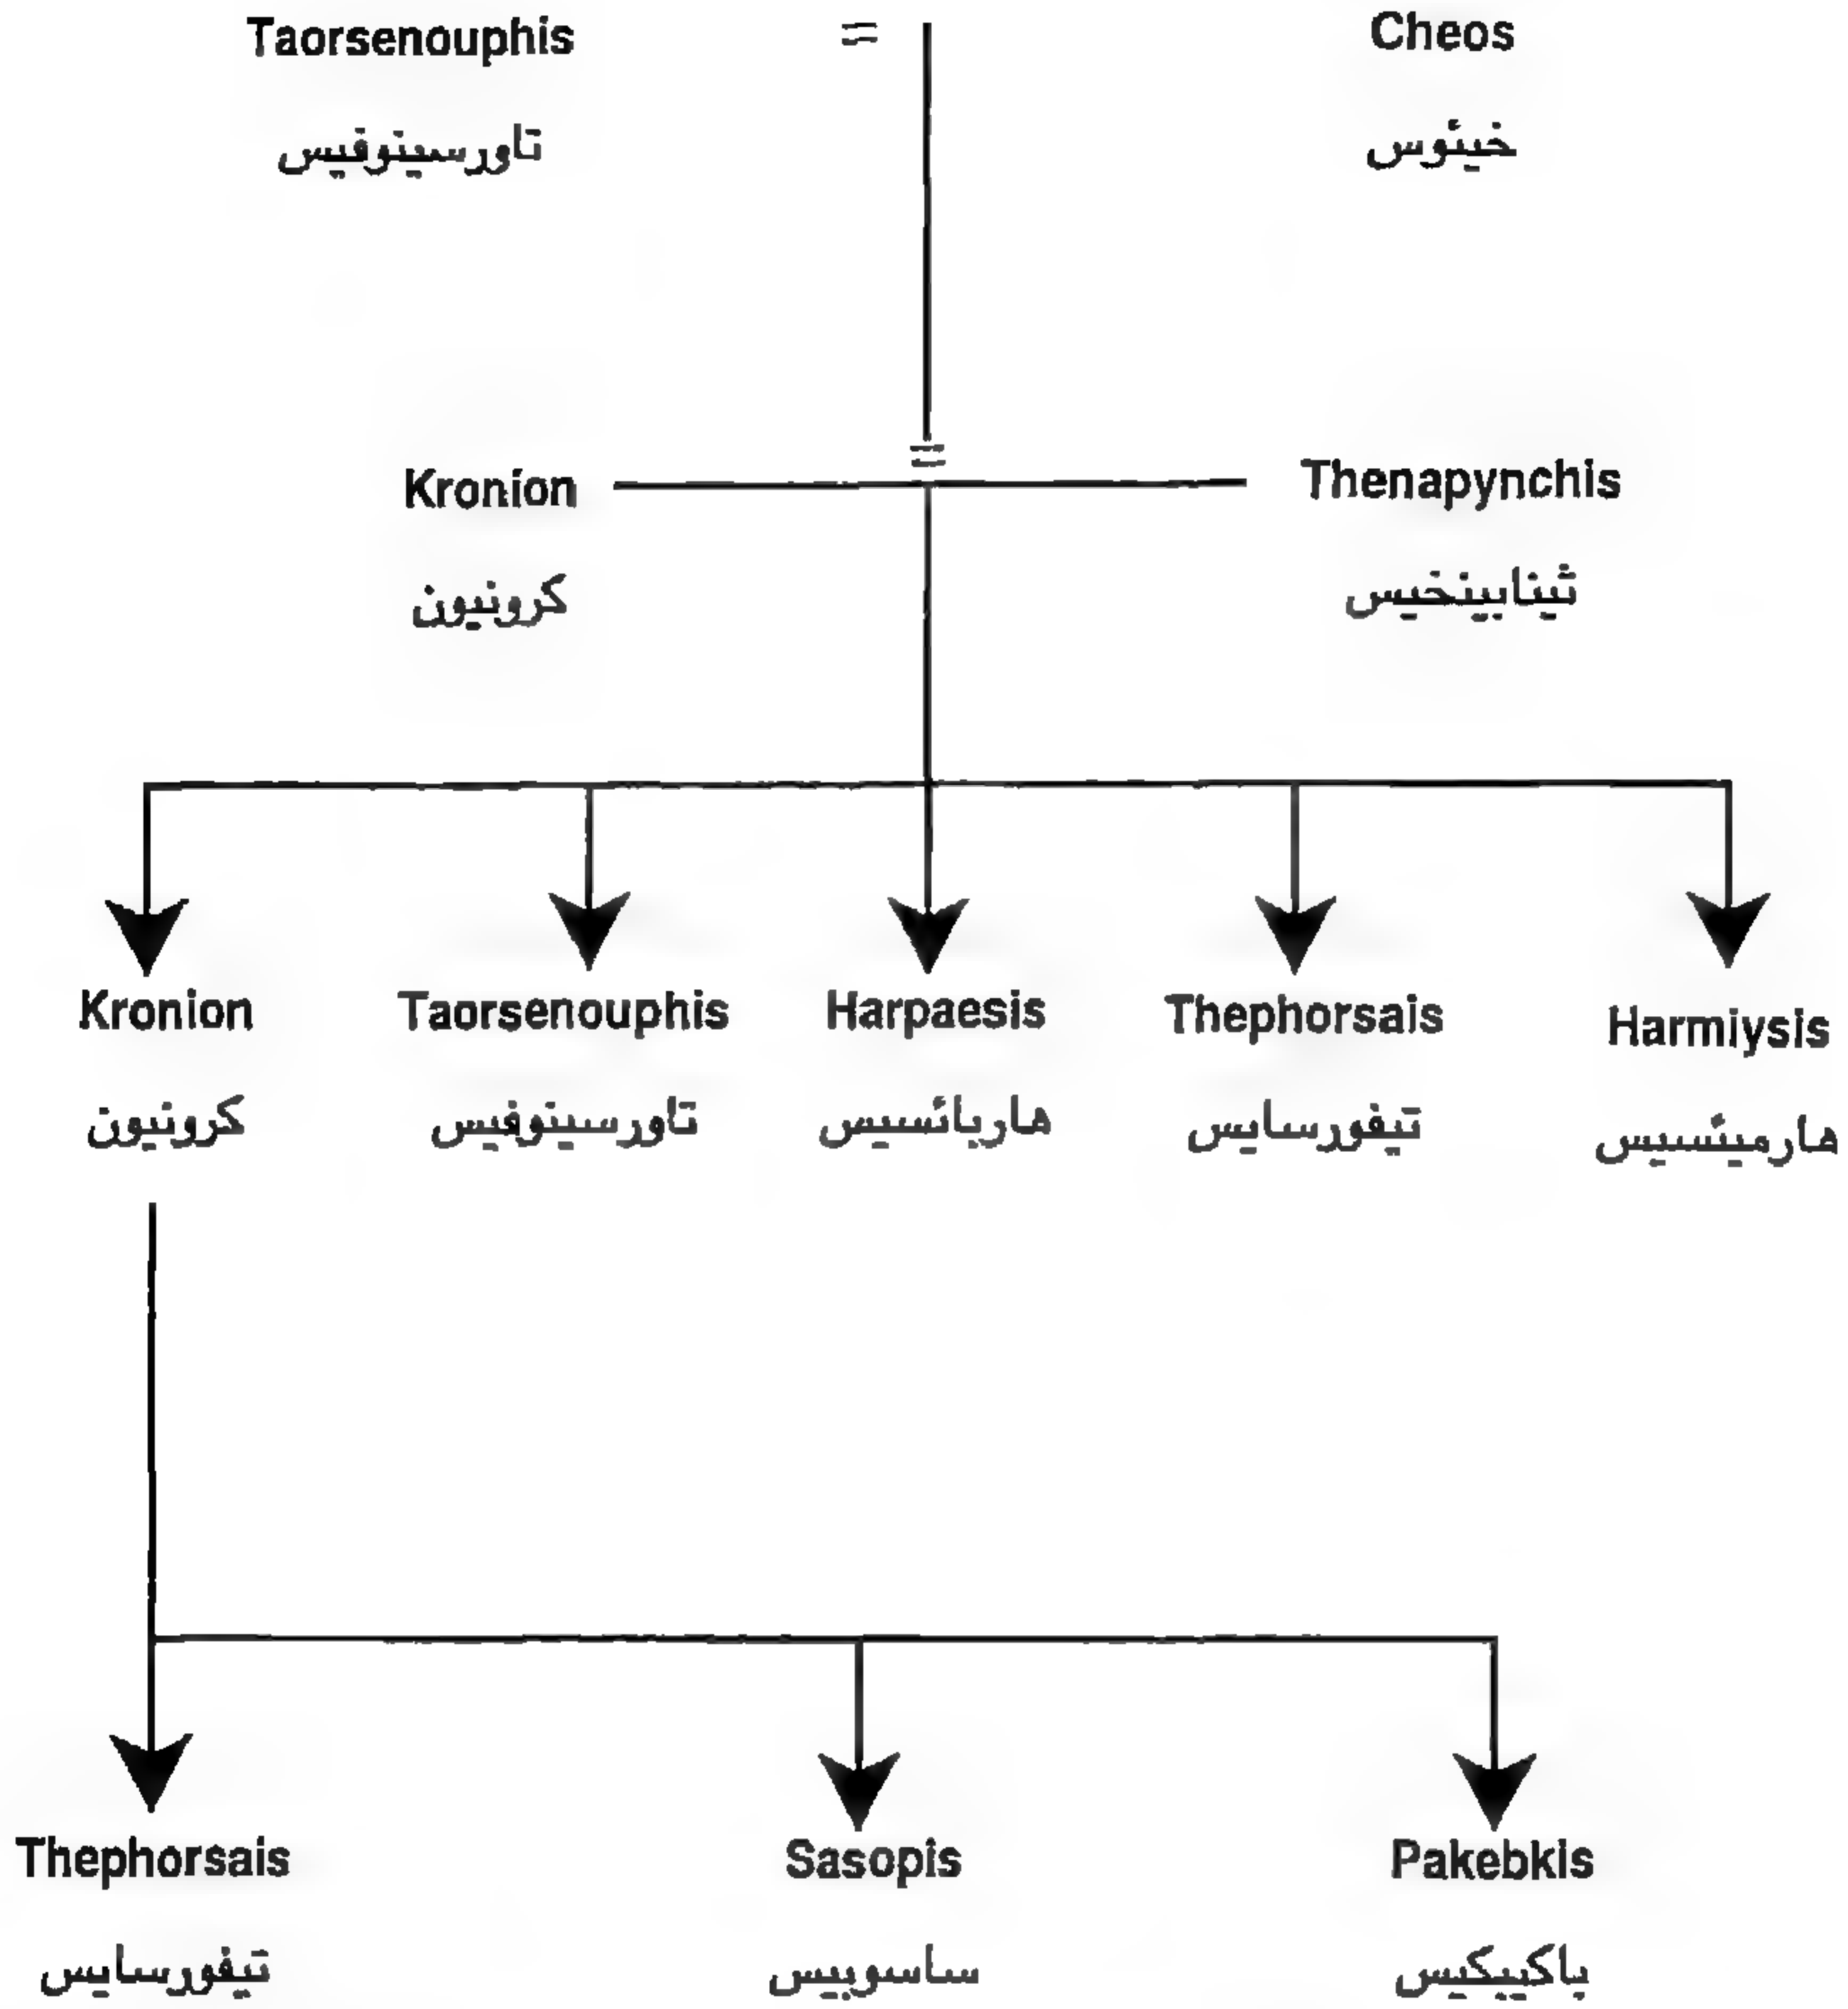 Taorsenouphis = Cheos
تاورسينوفيس خيئوس
=
Kronion Thenapynchis
كرونيون ثينابينخيس
Kronion Taorsenouphis Harpaesis Thephorsais Harmiysis
كرونيون تاورسينوفيس هاربائسيس تيفورسايس هارميئسيس
Thephorsais Sasopis Pakebkis
تيفورسايس ساسوبيس باكيبكيس